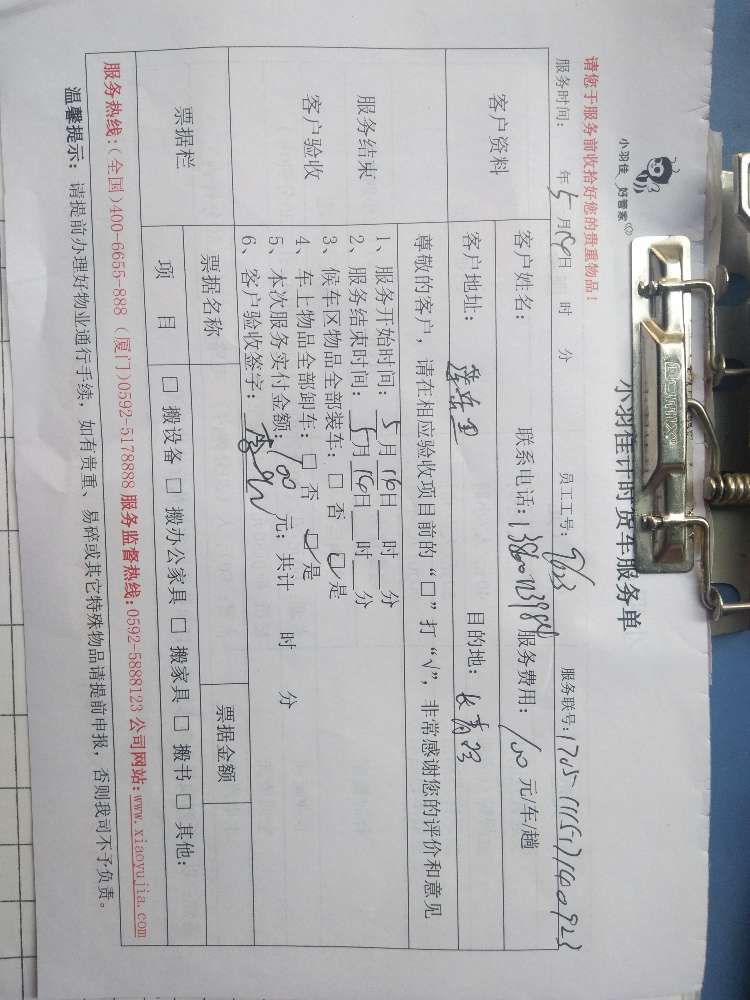 小羽佳 好管家
小羽佳计时货车服务单
请您于服务前收拾好您的贵重物品！
服务时间： 年5月 日 时 分 员工工号： 服务联号：
客户资料
客户姓名： 联系电话： 服务费用：100元/车/趟
客户地址： 目的地：
尊敬的客户，请在相应验收项目前的“□”打“√”，非常感谢您的评价和意见
服务结束
客户验收
1、服务开始时间：5月16日 时 分
2、服务结束时间：5月16日 时 分
3、候车区物品全部装车：□ 否 □是
4、车上物品全部卸车：□ 否 □是
5、本次服务实付金额：100元；共计 时 分
6、客户验收签字：
票据栏
票据名称 票据金额
项 目 □ 搬设备 □ 搬办公家具 □ 搬家具 □ 搬书 □ 其他：
服务热线：(全国)400-6655-888 (厦门)0592-5178888 服务监督热线：0592-5888123 公司网站：www.xiaoyujia.com
温馨提示： 请提前办理好物业通行手续，如有贵重、易碎或其它特殊物品请提前申报，否则我司不予负责。